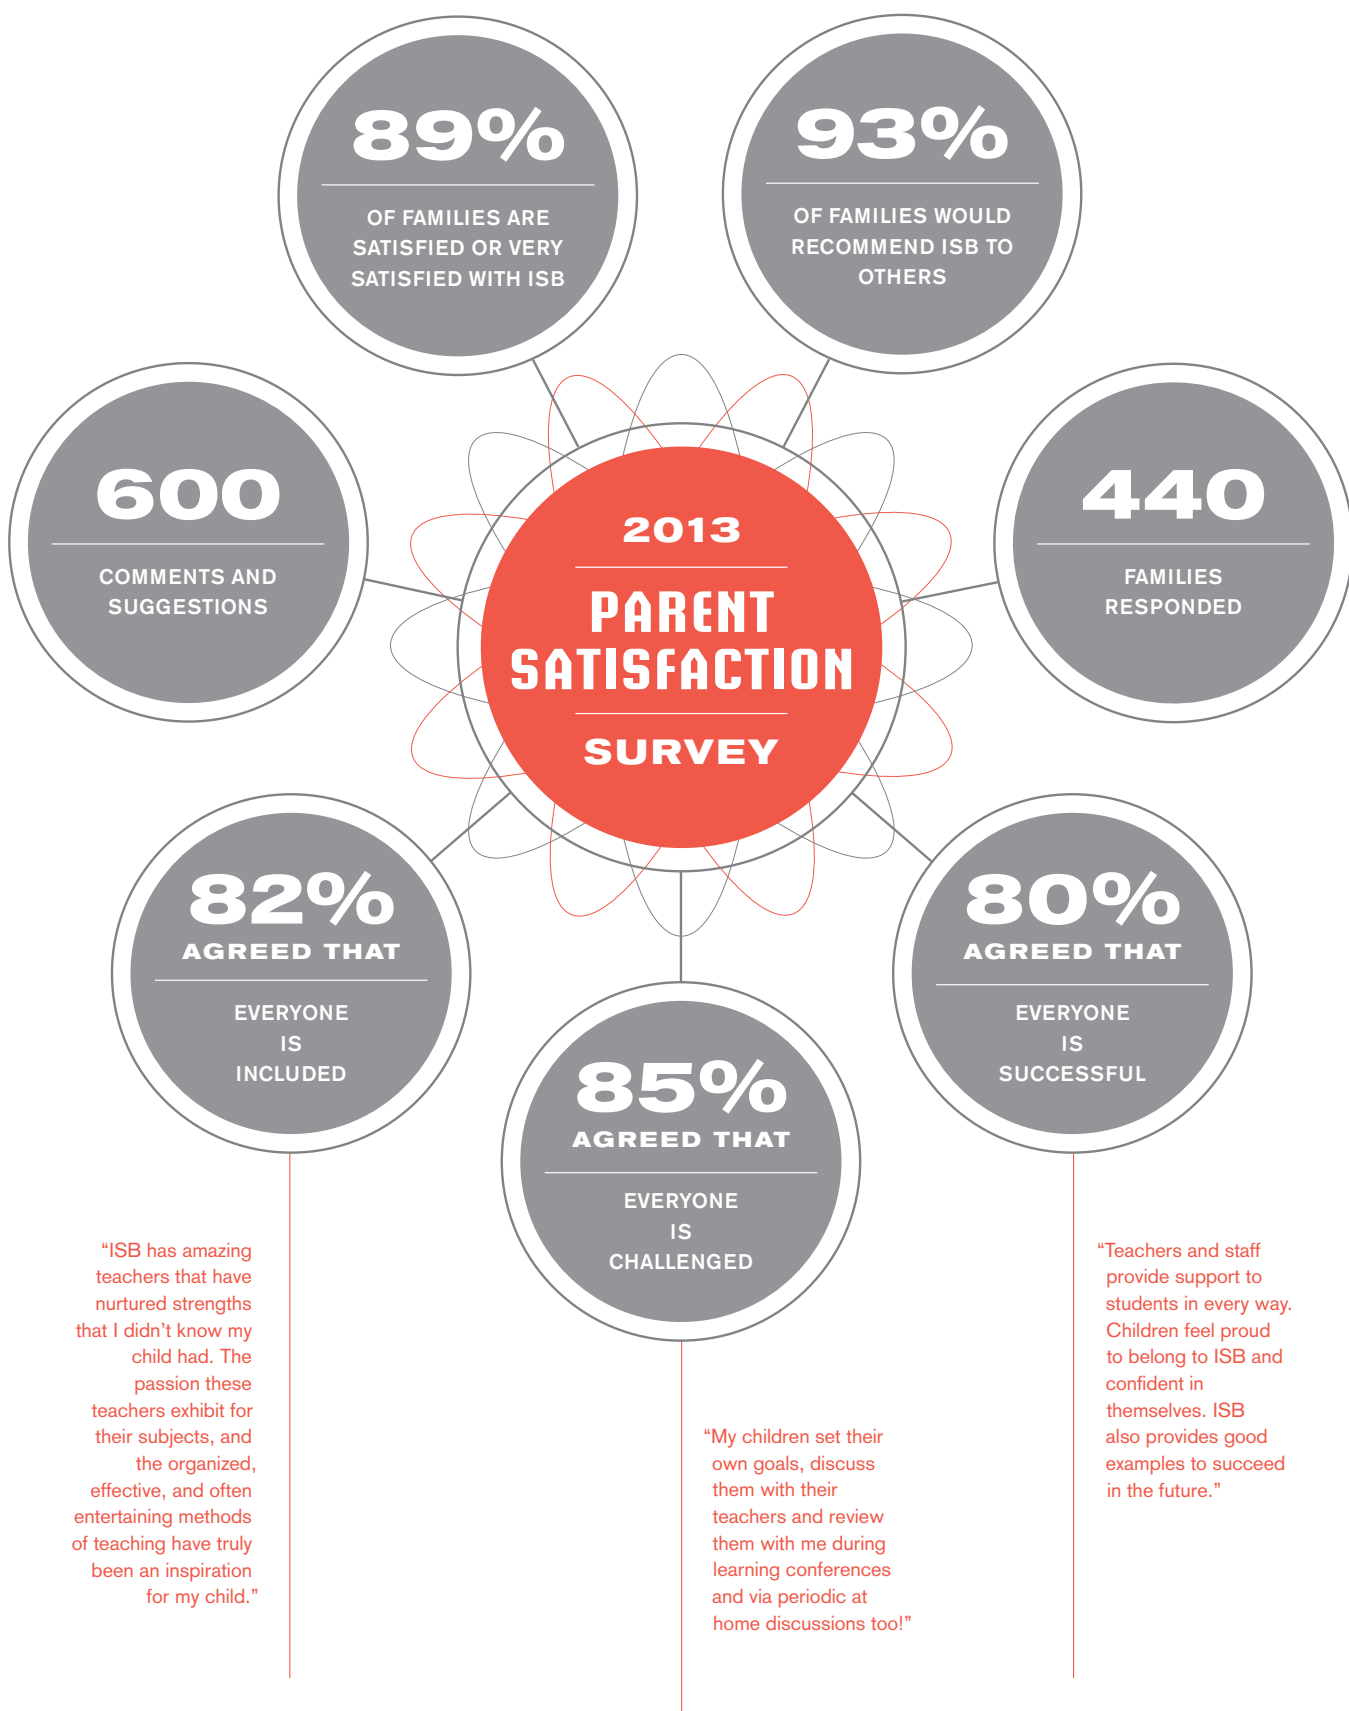 89%
OF FAMILIES ARE
SATISFIED OR VERY
SATISFIED WITH ISB
93%
OF FAMILIES WOULD
RECOMMEND ISB TO
OTHERS
600
COMMENTS AND
SUGGESTIONS
2013
PARENT
SATISFACTION
SURVEY
440
FAMILIES
RESPONDED
82%
AGREED THAT
EVERYONE
IS
INCLUDED
85%
AGREED THAT
EVERYONE
IS
CHALLENGED
80%
AGREED THAT
EVERYONE
IS
SUCCESSFUL
“ISB has amazing
teachers that have
nurtured strengths
that I didn’t know my
child had. The
passion these
teachers exhibit for
their subjects, and
the organized,
effective, and often
entertaining methods
of teaching have truly
been an inspiration
for my child.”
“My children set their
own goals, discuss
them with their
teachers and review
them with me during
learning conferences
and via periodic at
home discussions too!”
“Teachers and staff
provide support to
students in every way.
Children feel proud
to belong to ISB and
confident in
themselves. ISB
also provides good
examples to succeed
in the future.”